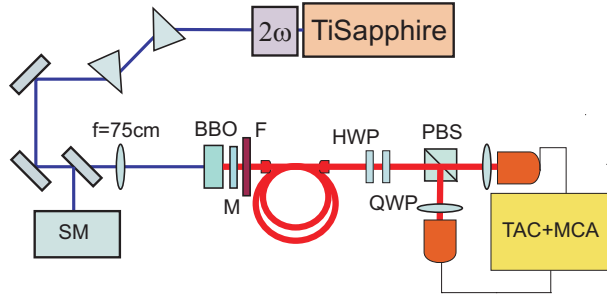 2ω
TiSapphire
f=75cm
BBO
F
HWP
PBS
M
QWP
SM
TAC+MCA